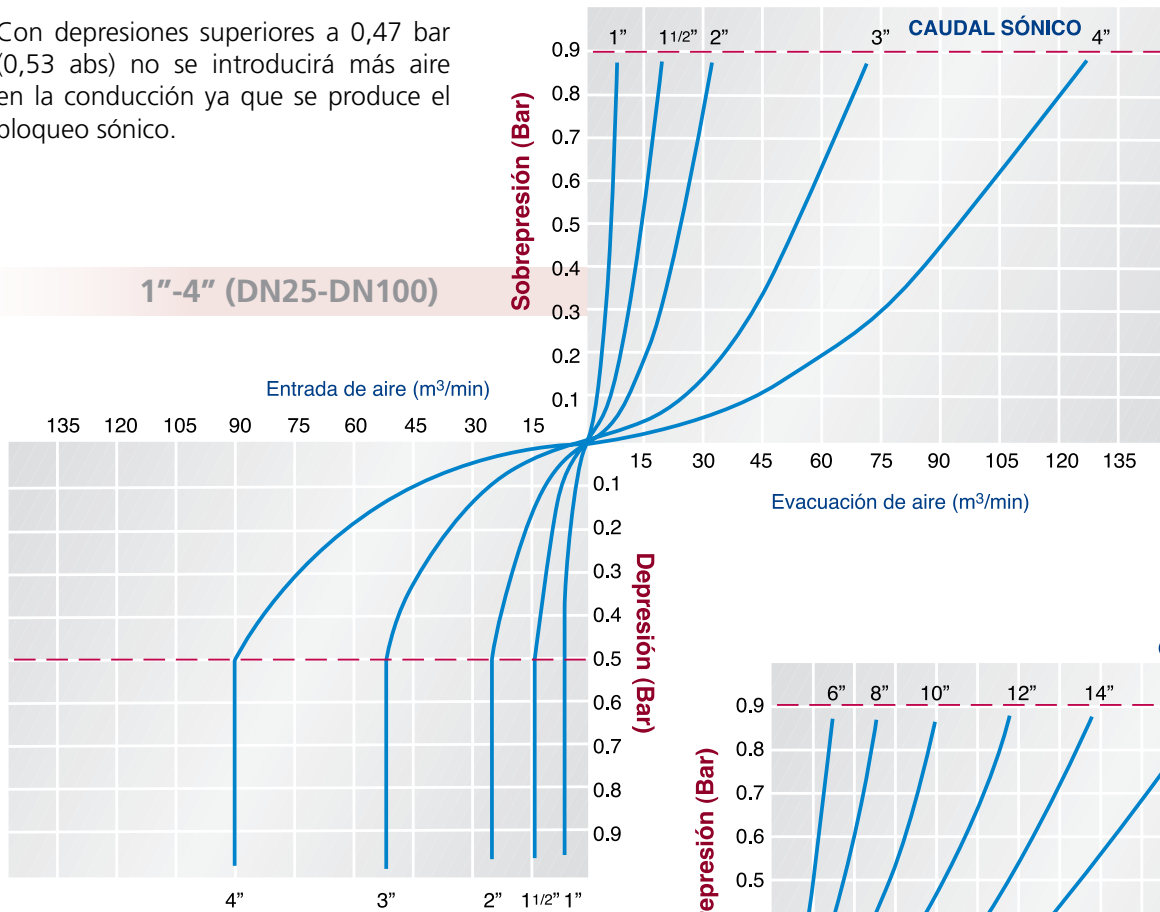 Con depresiones superiores a 0,47 bar
(0,53 abs) no se introducirá más aire
en la conducción ya que se produce el
bloqueo sónico.
1”-4” (DN25-DN100)
CAUDAL SÓNICO
1” 11/2” 2” 3” 4”
Sobrepresión (Bar)
0.9
0.8
0.7
0.6
0.5
0.4
0.3
0.2
0.1
15 30 45 60 75 90 105 120 135
Evacuación de aire (m3/min)
Entrada de aire (m3/min)
135 120 105 90 75 60 45 30 15
0.1
0.2
0.3
0.4
0.5
0.6
0.7
0.8
0.9
Depresión (Bar)
4” 3” 2” 11/2” 1”
6” 8” 10” 12” 14”
0.9
0.8
0.7
0.6
0.5
epresión (Bar)